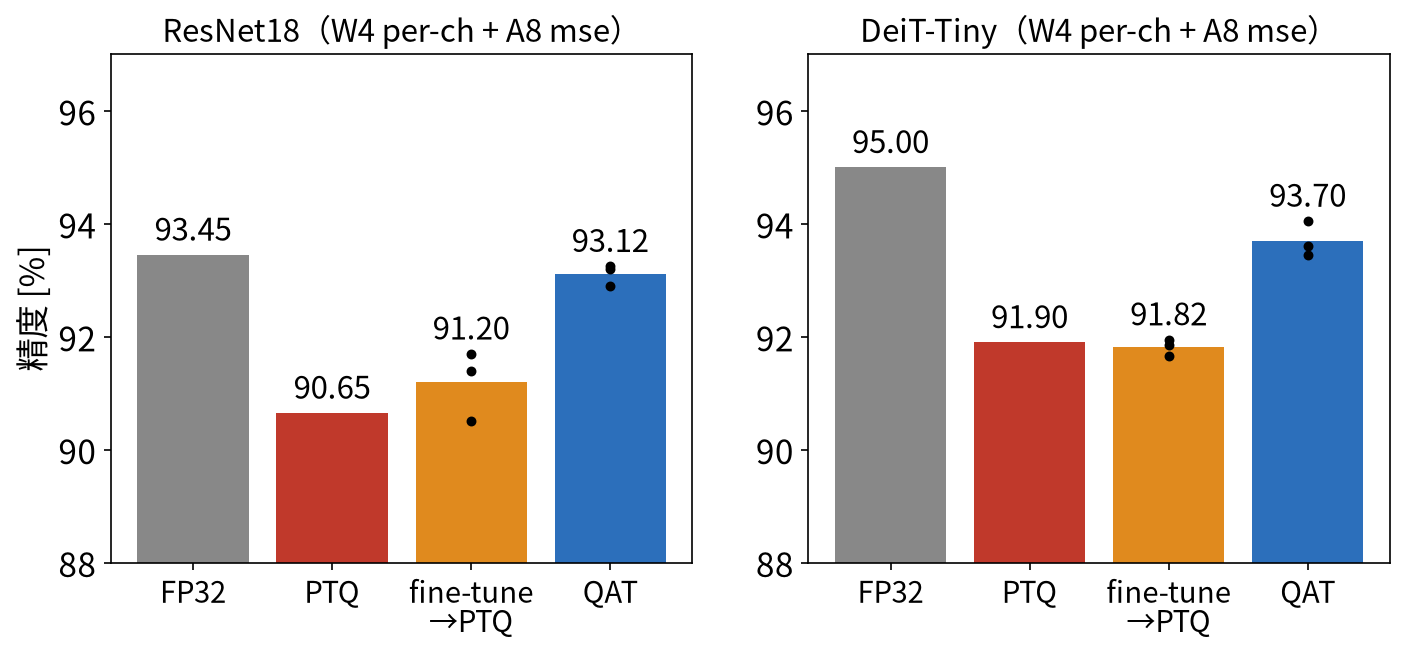 ResNet18（W4 per-ch + A8 mse）
精度 [%]
96
94
92
90
88
93.45
90.65
91.20
93.12
FP32
PTQ
fine-tune
→PTQ
QAT
DeiT-Tiny（W4 per-ch + A8 mse）
96
94
92
90
88
95.00
91.90
91.82
93.70
FP32
PTQ
fine-tune
→PTQ
QAT